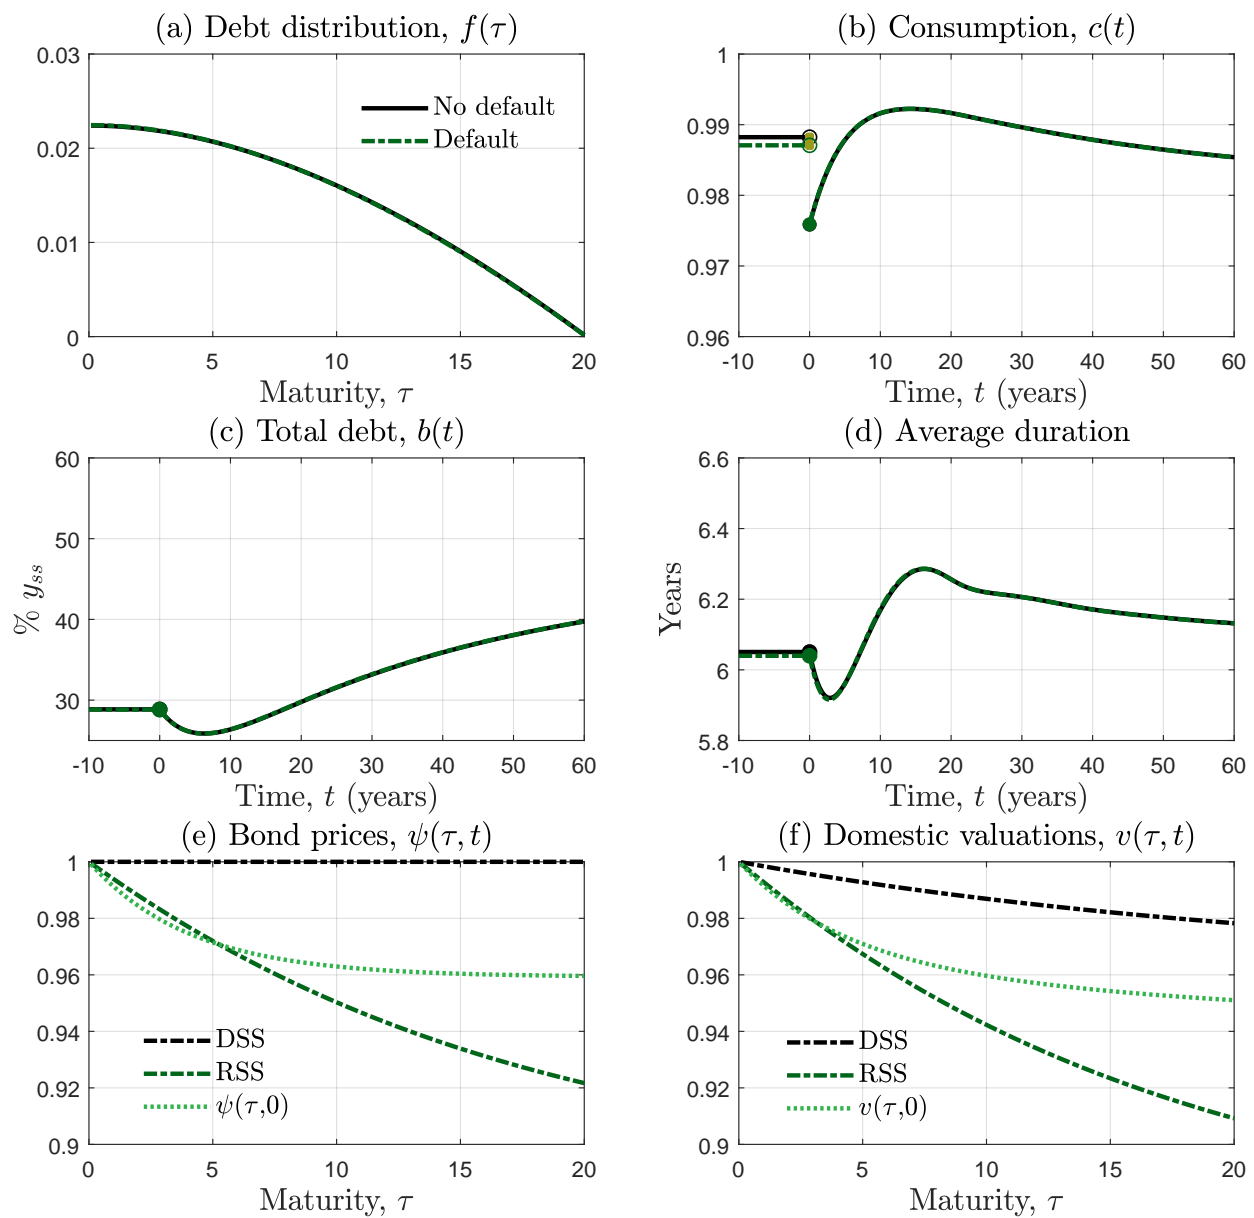 (a) Debt distribution, f(τ)
0.03
0.02
0.01
0
No default
Default
0 5 10 15 20
Maturity, τ
(b) Consumption, c(t)
1
0.99
0.98
0.97
0.96
-10 0 10 20 30 40 50 60
Time, t (years)
(c) Total debt, b(t)
% y_ss
60
50
40
30
-10 0 10 20 30 40 50 60
Time, t (years)
(d) Average duration
Years
6.6
6.4
6.2
6
5.8
-10 0 10 20 30 40 50 60
Time, t (years)
(e) Bond prices, ψ(τ, t)
1
0.98
0.96
0.94
0.92
0.9
DSS
RSS
ψ(τ,0)
0 5 10 15 20
Maturity, τ
(f) Domestic valuations, v(τ, t)
1
0.98
0.96
0.94
0.92
0.9
DSS
RSS
v(τ,0)
0 5 10 15 20
Maturity, τ